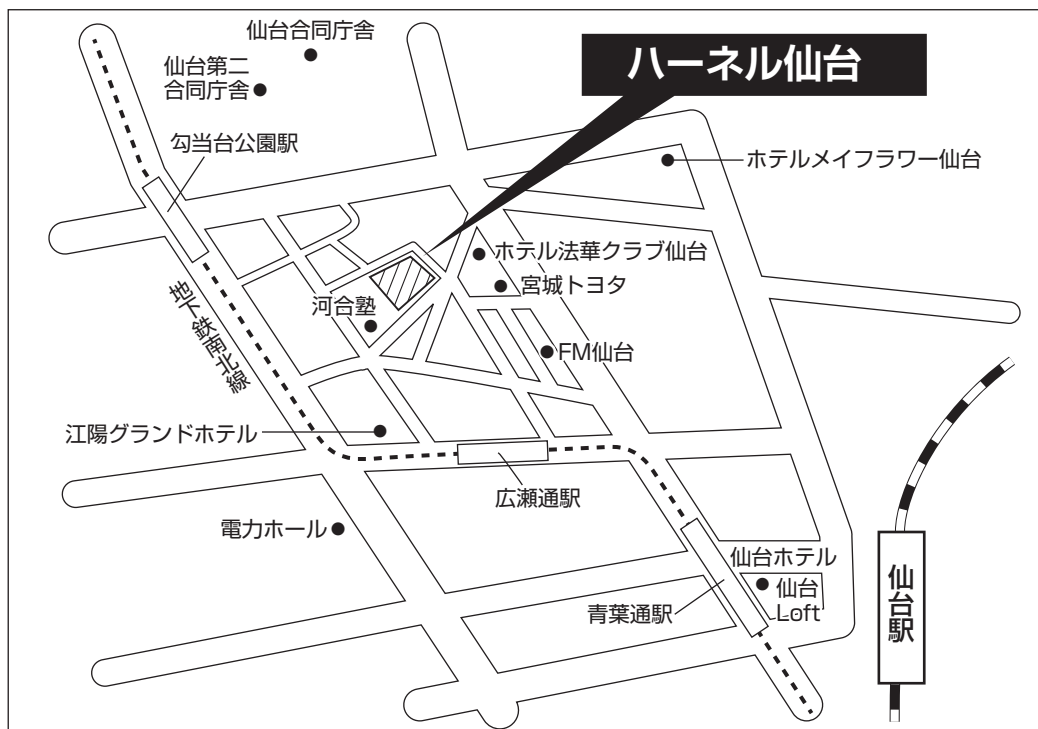 仙台合同庁舎
仙台第二
合同庁舎
ハーネル仙台
勾当台公園駅
ホテルメイフラワー仙台
ホテル法華クラブ仙台
宮城トヨタ
河合塾
地下鉄南北線
FM仙台
江陽グランドホテル
広瀬通駅
電力ホール
仙台ホテル
仙台
Loft
青葉通駅
仙台駅